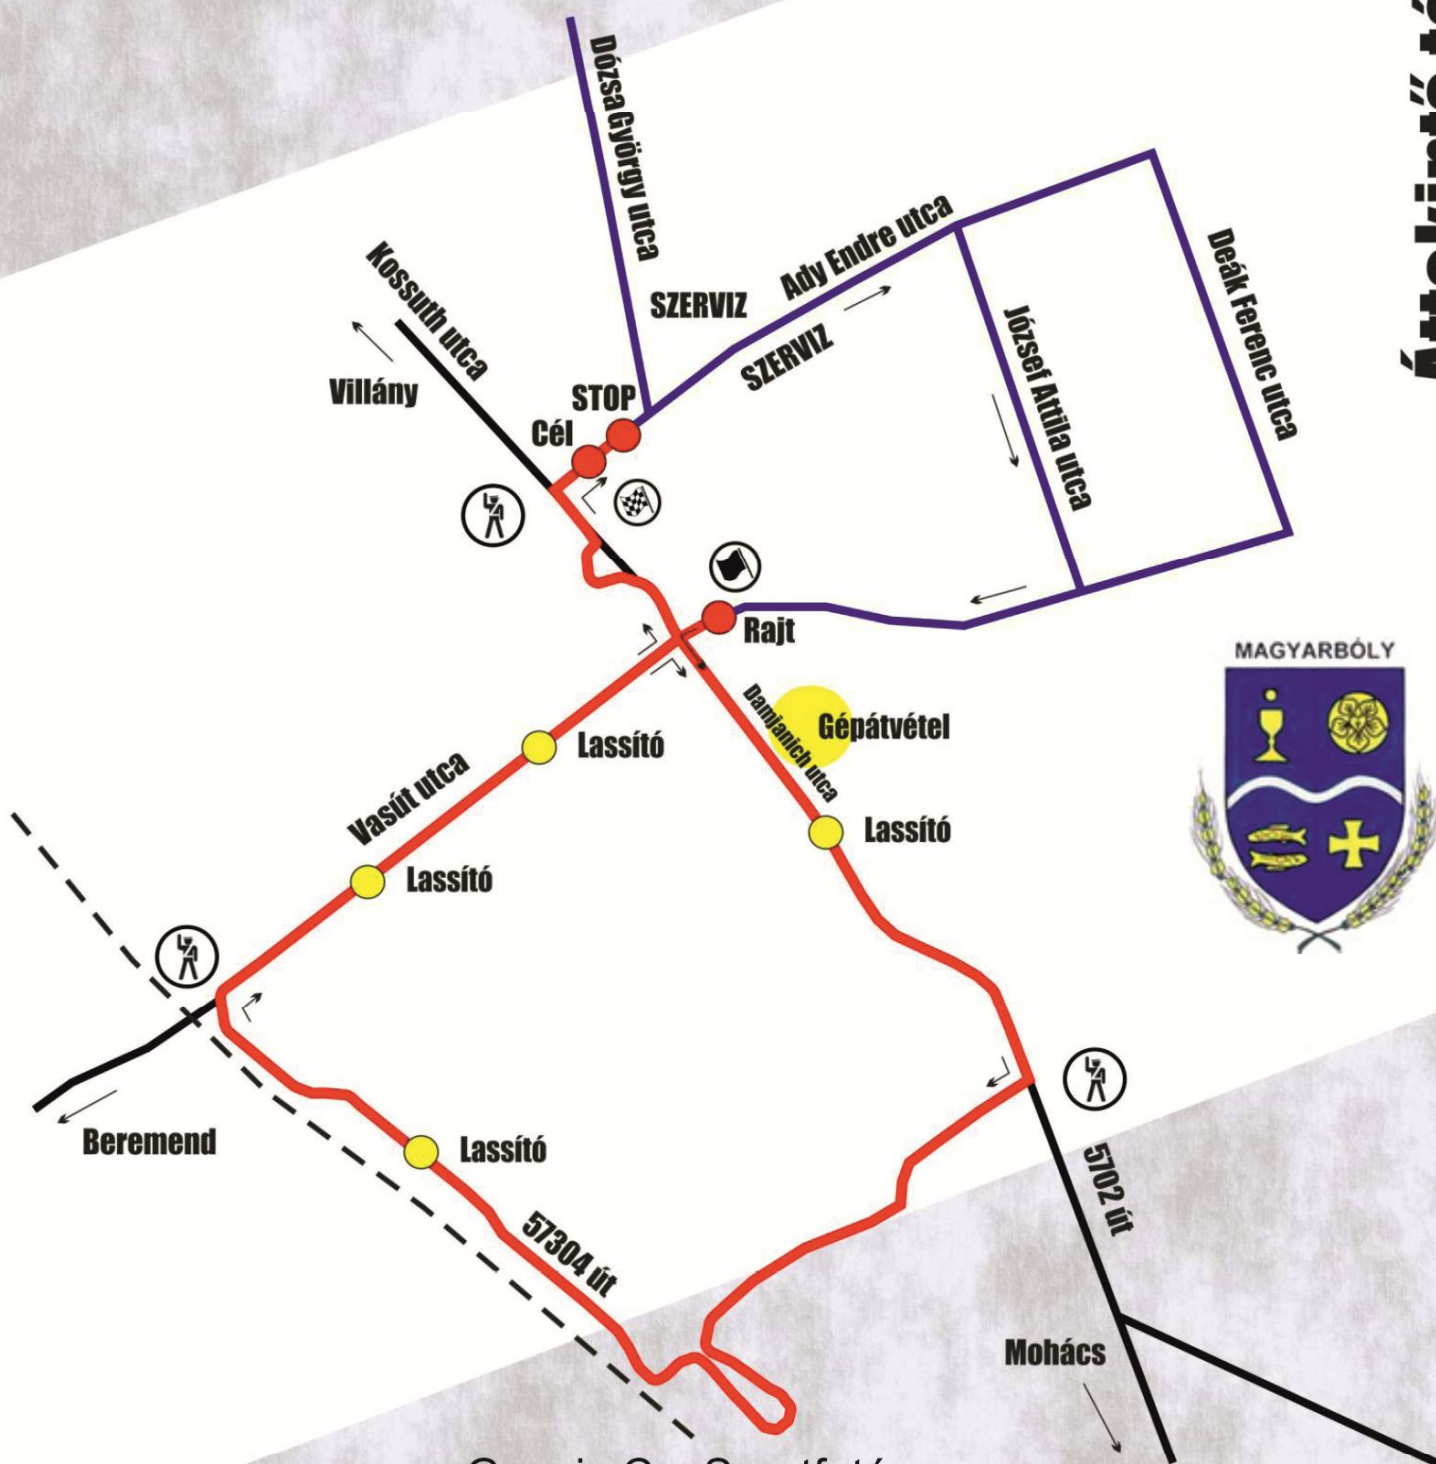 Dózsa György utca
Kossuth utca
Ady Endre utca
SZERVIZ
SZERVIZ
Deák Ferenc utca
József Attila utca
Villány
STOP
Cél
Rajt
MAGYARBÓLY
Damjanich utca
Gépátvétel
Lassító
Vasút utca
Lassító
Lassító
Beremend
Lassító
57304 út
5702 út
Mohács